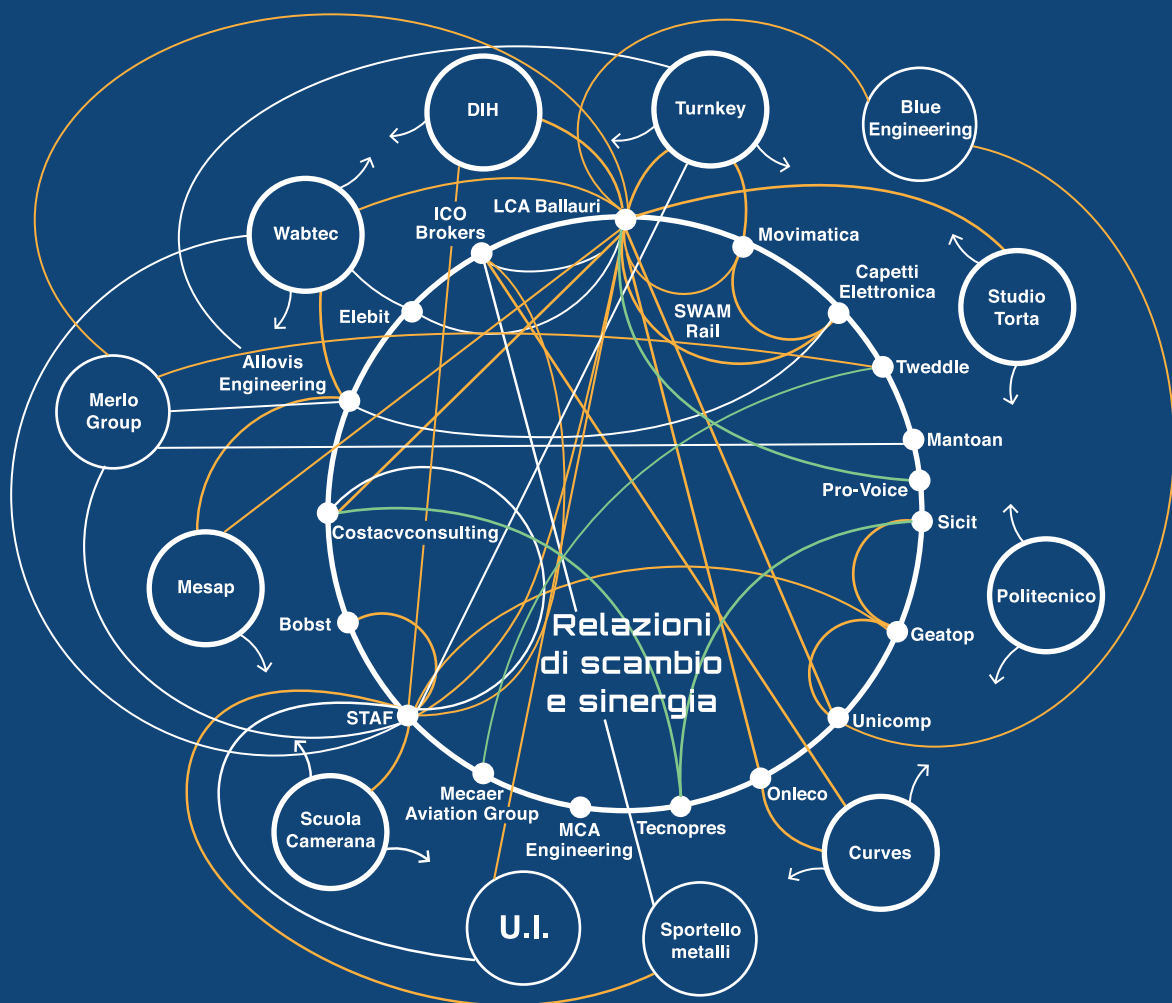 DIH
Turnkey
Blue
Engineering
LCA Ballauri
ICO
Brokers
Wabtec
Movimatica
Capetti
Elettronica
Studio
Torta
SWAM
Rail
Elebit
Allovis
Engineering
Tweddle
Merlo
Group
Mantoan
Pro-Voice
Sicit
Costacvconsulting
Mesap
Politecnico
Bobst
Geatop
Relazioni
di scambio
e sinergia
STAF
Unicomp
Mecaer
Aviation Group
Onleco
MCA
Engineering
Tecnopres
Scuola
Camerana
Curves
U.I.
Sportello
metalli